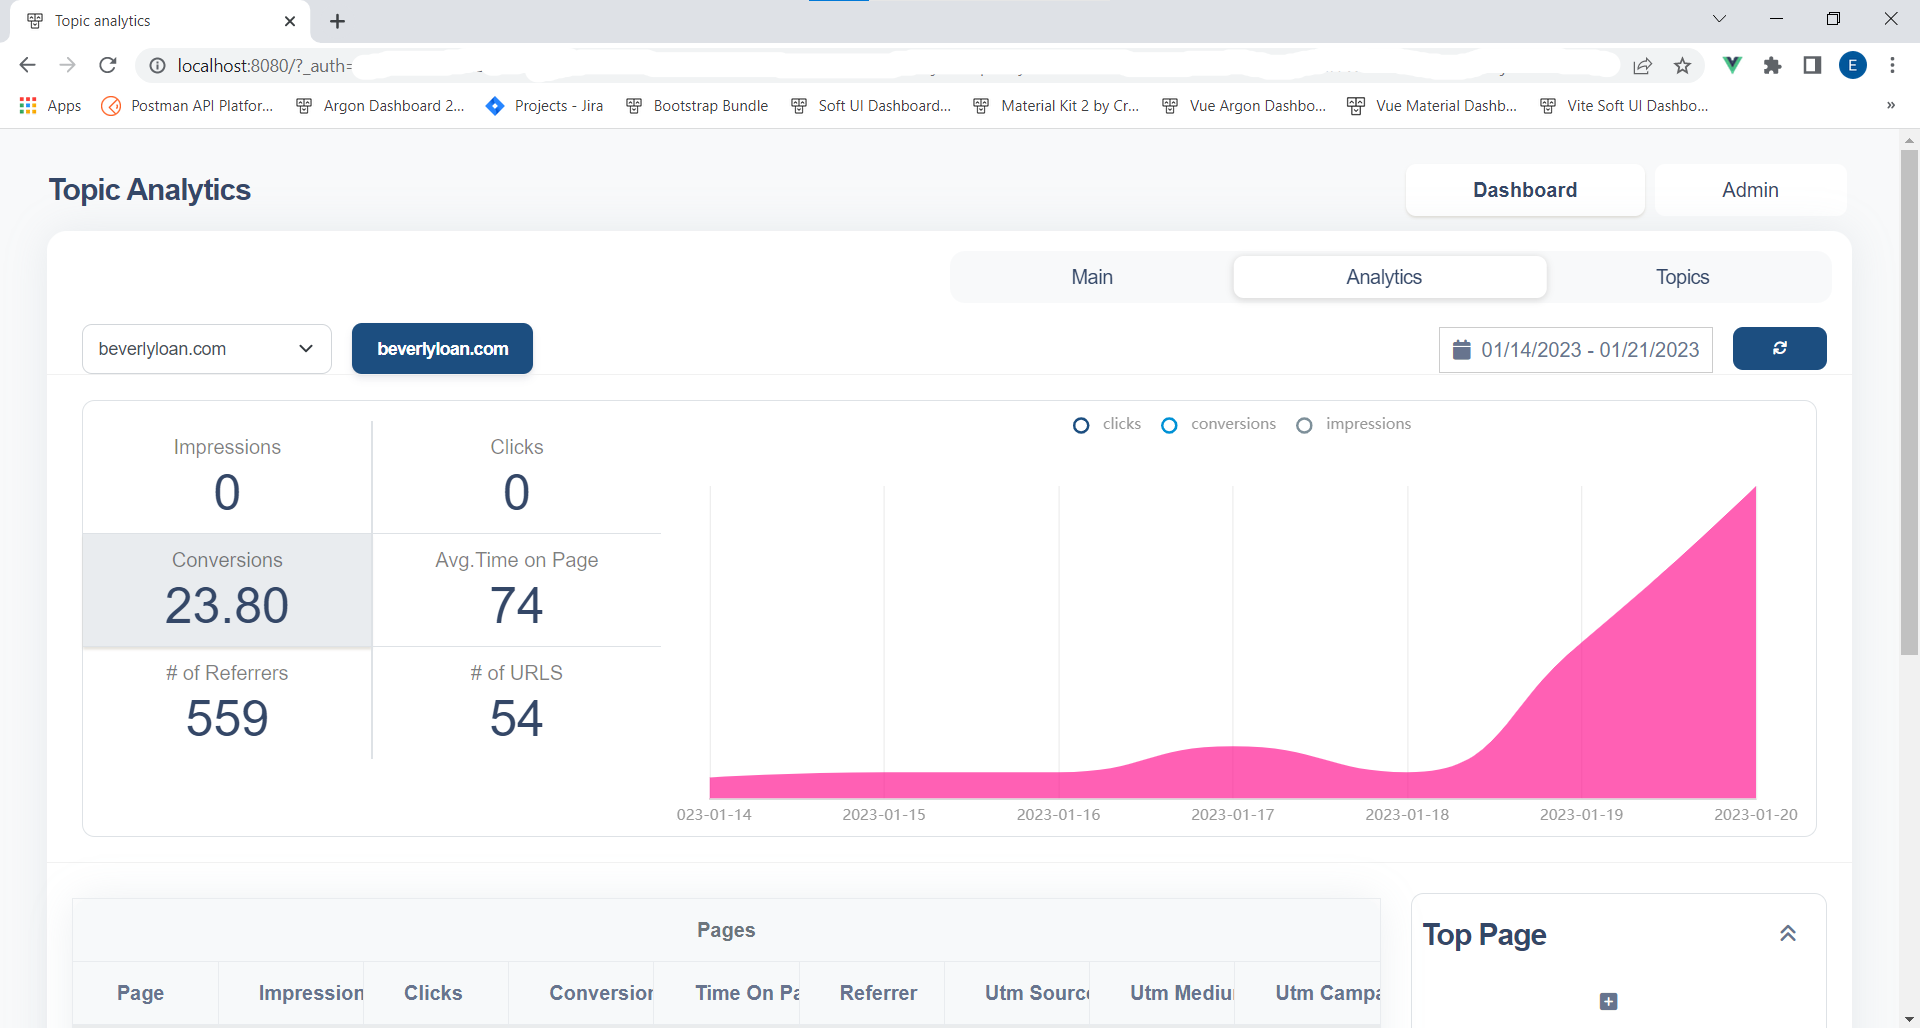 Topic analytics
localhost:8080/?_auth=
E
Apps
Postman API Platfor...
Argon Dashboard 2...
Projects - Jira
Bootstrap Bundle
Soft UI Dashboard...
Material Kit 2 by Cr...
Vue Argon Dashbo...
Vue Material Dashb...
Vite Soft UI Dashbo...
»
Topic Analytics
Dashboard
Admin
Main
Analytics
Topics
beverlyloan.com
beverlyloan.com
01/14/2023 - 01/21/2023
Impressions
0
Clicks
0
Conversions
23.80
Avg.Time on Page
74
# of Referrers
559
# of URLS
54
clicks
conversions
impressions
023-01-14
2023-01-15
2023-01-16
2023-01-17
2023-01-18
2023-01-19
2023-01-20
Pages
Page
Impression
Clicks
Conversion
Time On Pa
Referrer
Utm Source
Utm Mediu
Utm Campa
Top Page